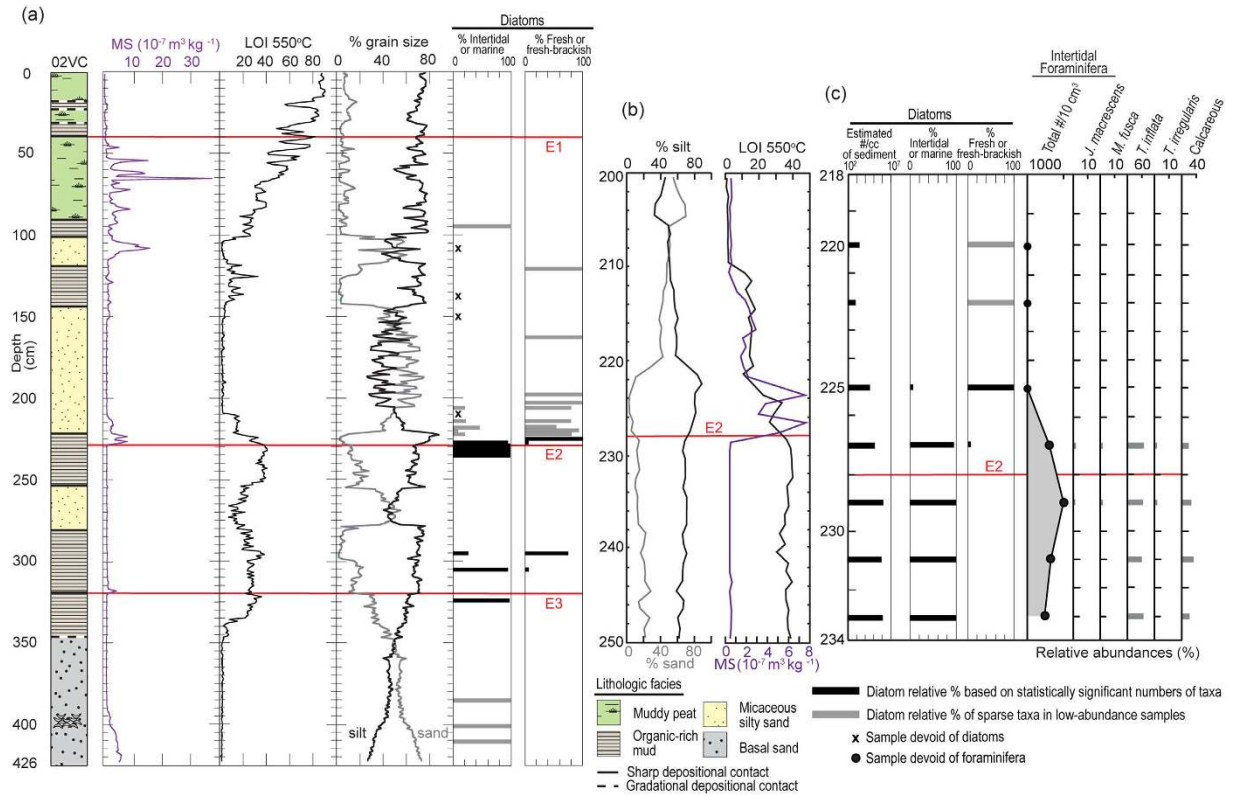 (a)
02VC
MS (10⁻⁷ m³ kg⁻¹)
10 20 30
LOI 550ºC
20 40 60 80
% grain size
0 40 80
Diatoms
% Intertidal or marine
0 100
% Fresh or fresh-brackish
0 100
0
50
100
150
Depth (cm)
200
250
300
350
400
426
E1
E2
E3
silt
sand
(b)
% silt
0 40 80
LOI 550ºC
0 20 40
200
210
220
230
240
250
E2
0 40 80
% sand
0 2 4 6 8
MS (10⁻⁷ m³ kg⁻¹)
(c)
Diatoms
Estimated #/cc of sediment
10² 10⁷
% Intertidal or marine
0 100
% Fresh or fresh-brackish
0 100
Intertidal Foraminifera
Total #/10 cm³
1000
J. macrescens
10
M. fusca
10
T. inflata
60
T. irregularis
10
Calcareous
40
218
220
225
230
234
E2
Relative abundances (%)
Lithologic facies
Muddy peat
Organic-rich mud
Micaceous silty sand
Basal sand
Sharp depositional contact
Gradational depositional contact
Diatom relative % based on statistically significant numbers of taxa
Diatom relative % of sparse taxa in low-abundance samples
x Sample devoid of diatoms
Sample devoid of foraminifera